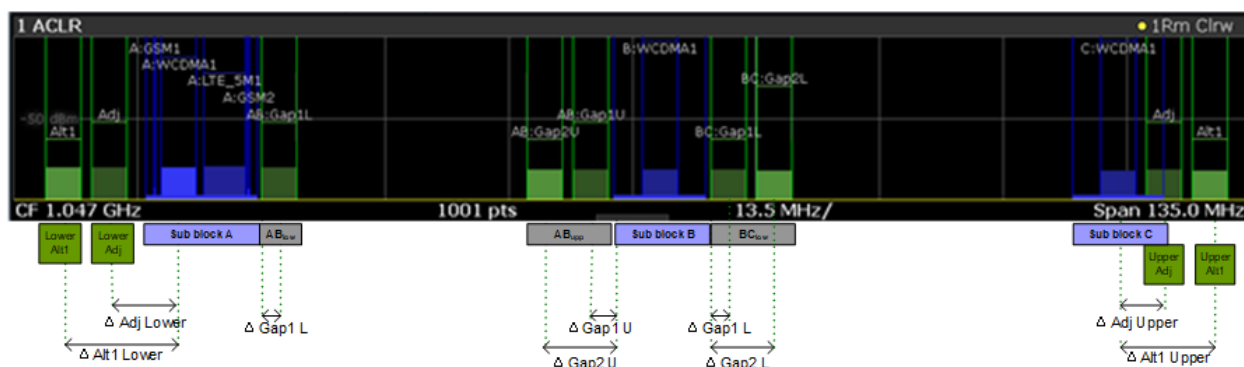 1 ACLR
1Rm Clrw
A:GSM1
B:WCDMA1
C:WCDMA1
A:WCDMA1
A:LTE_5M1
BC:Gap2L
A:GSM2
-50 dBm
Alt1
Adj
AB:Gap1L
AB:Gap2U
AB:Gap1U
BC:Gap1L
Adj
Alt1
CF 1.047 GHz
1001 pts
13.5 MHz/
Span 135.0 MHz
Lower
Alt1
Lower
Adj
Sub block A
ABlow
ABupp
Sub block B
BClow
Sub block C
Upper
Adj
Upper
Alt1
Δ Adj Lower
Δ Alt1 Lower
Δ Gap1 L
Δ Gap1 U
Δ Gap2 U
Δ Gap1 L
Δ Gap2 L
Δ Adj Upper
Δ Alt1 Upper